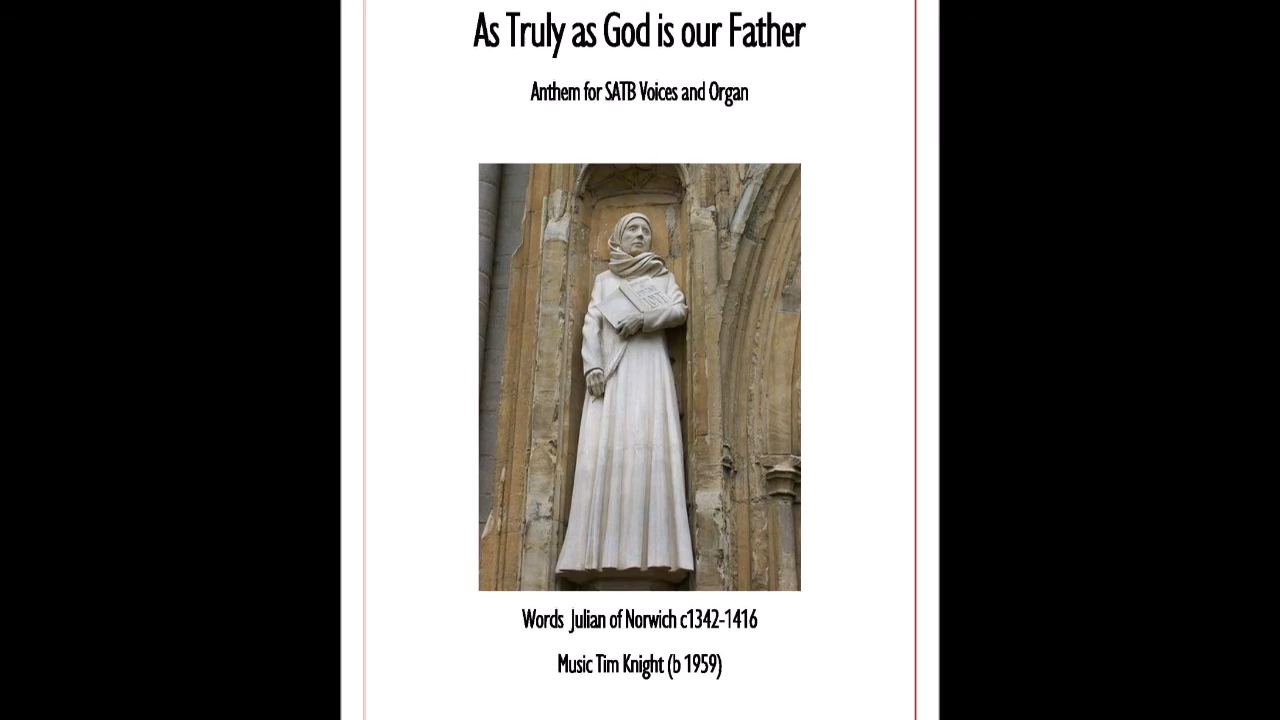 As Truly as God is our Father
Anthem for SATB Voices and Organ
Words Julian of Norwich c1342-1416
Music Tim Knight (b 1959)